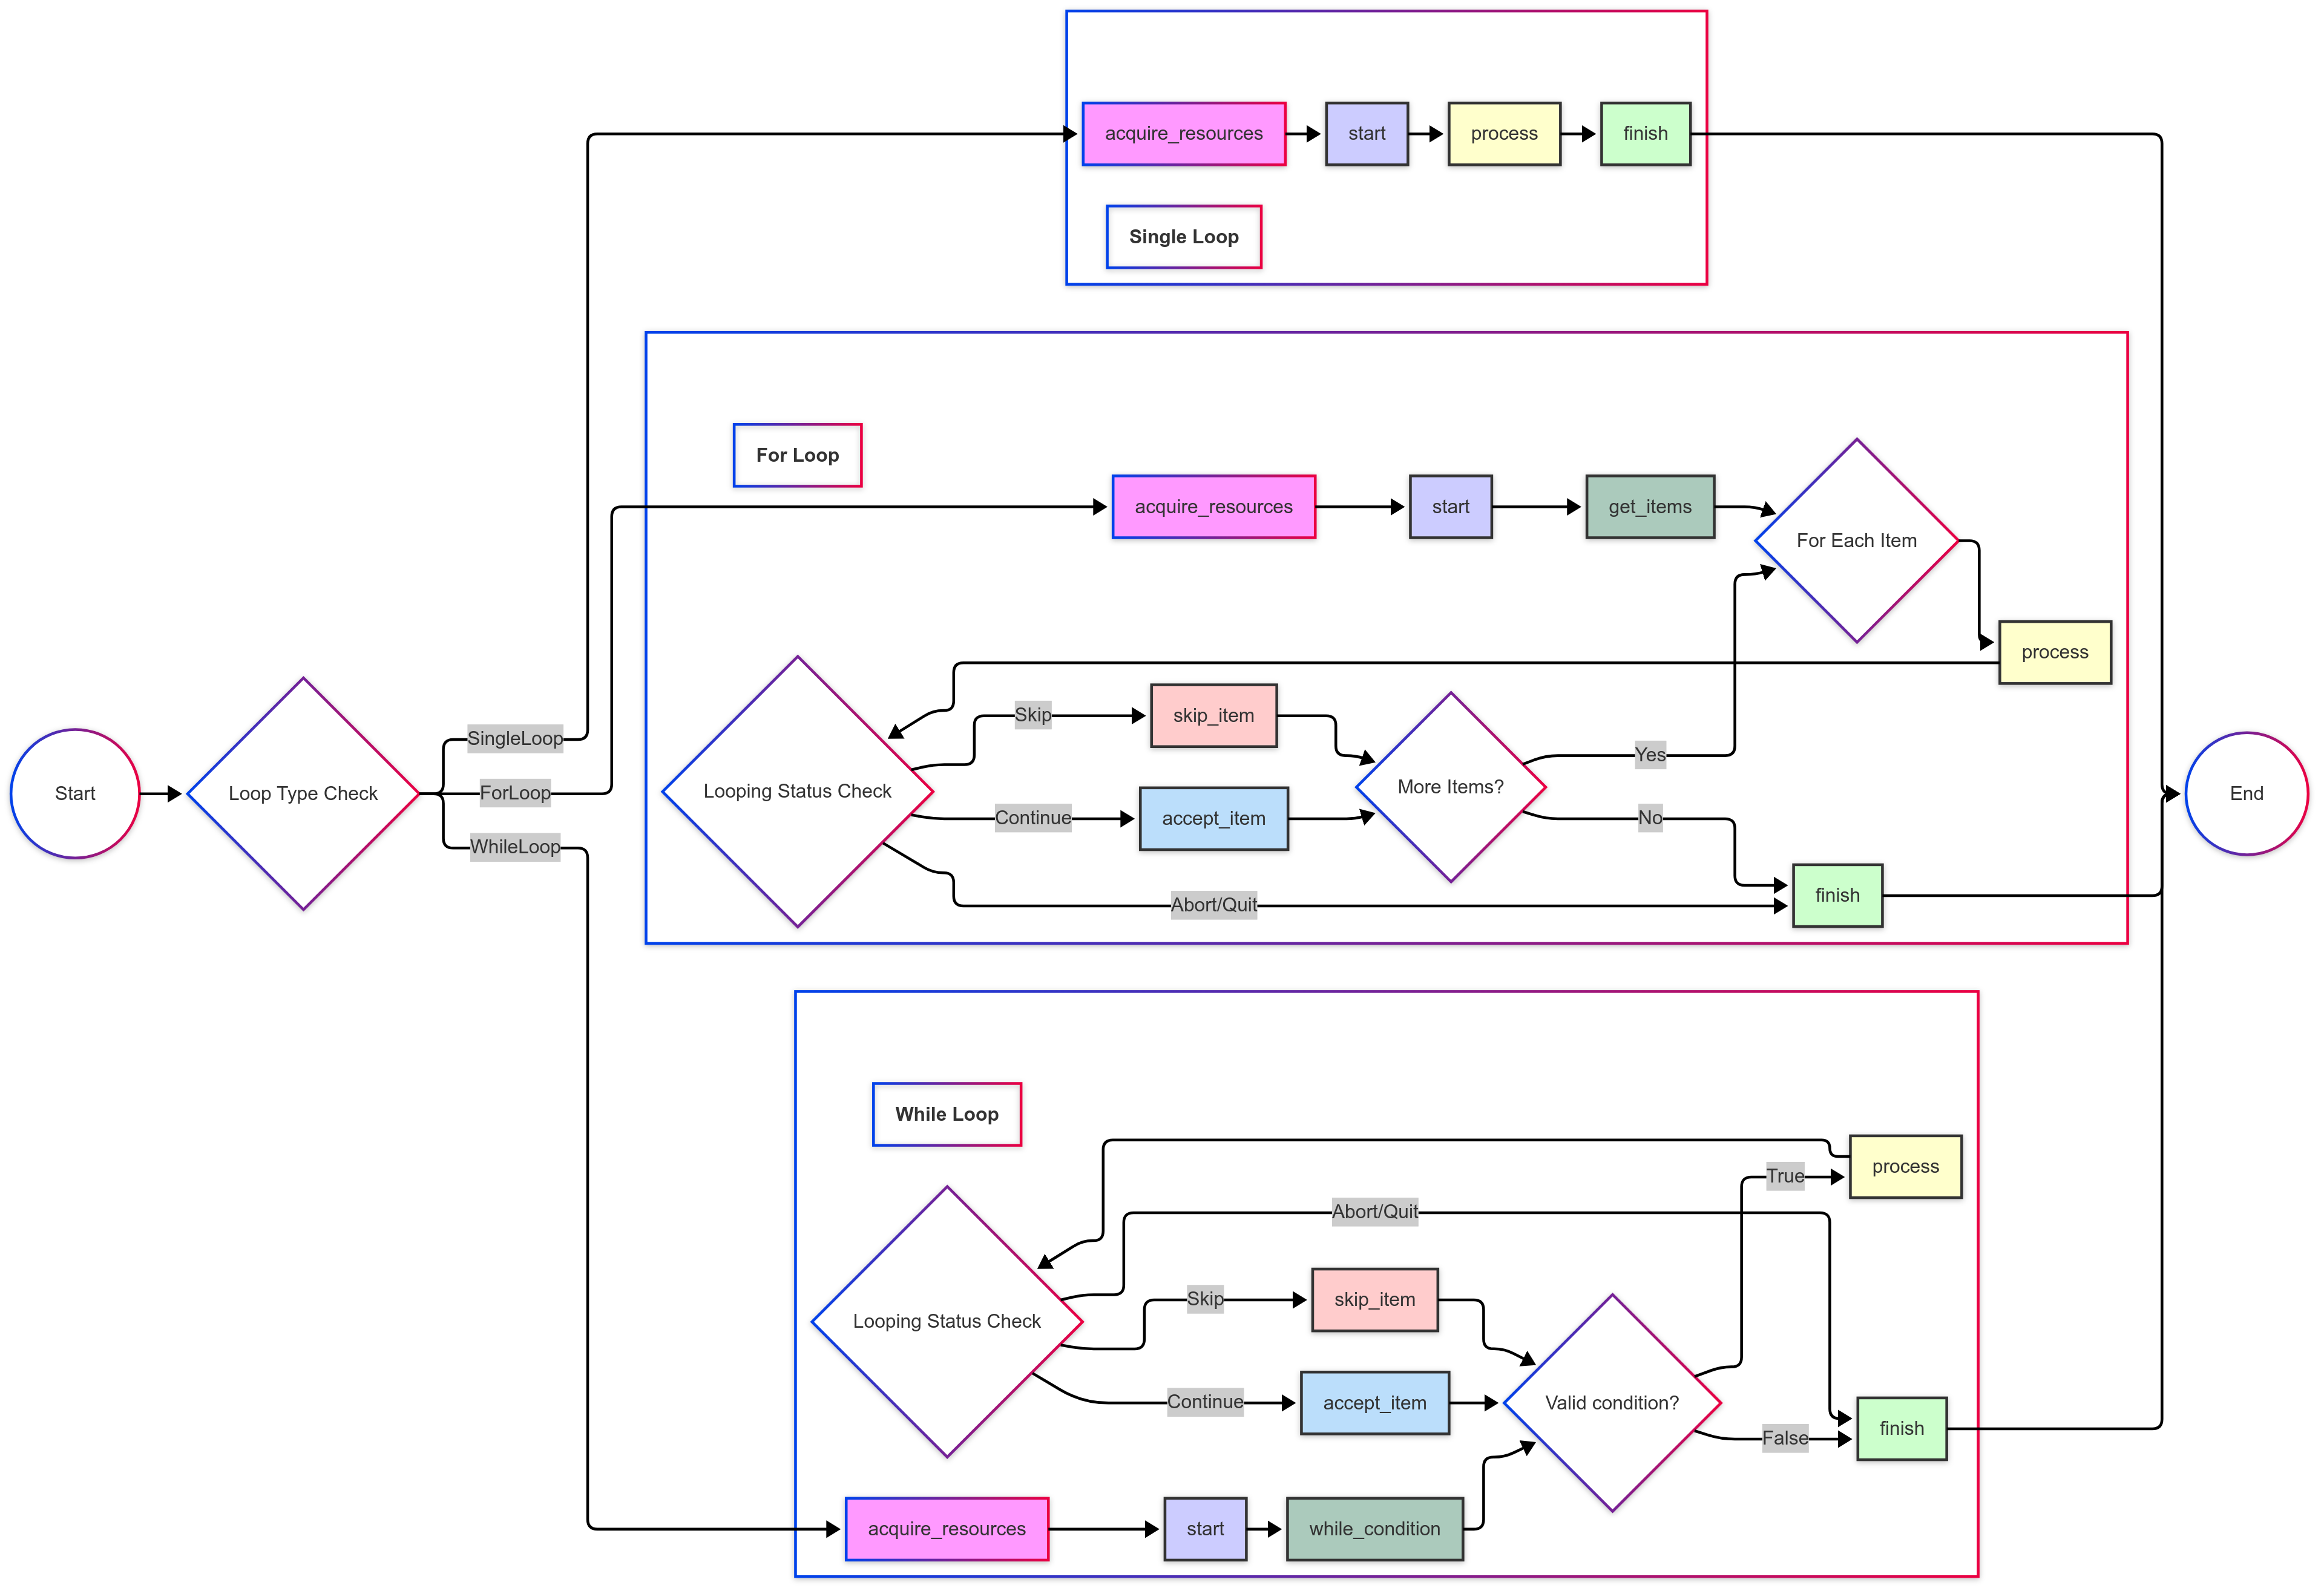 Start
Loop Type Check
SingleLoop
ForLoop
WhileLoop
acquire_resources
start
process
finish
Single Loop
For Loop
acquire_resources
start
get_items
For Each Item
process
Looping Status Check
Skip
skip_item
Continue
accept_item
More Items?
Yes
No
Abort/Quit
finish
While Loop
process
True
Abort/Quit
Looping Status Check
Skip
skip_item
Continue
accept_item
Valid condition?
False
finish
acquire_resources
start
while_condition
End